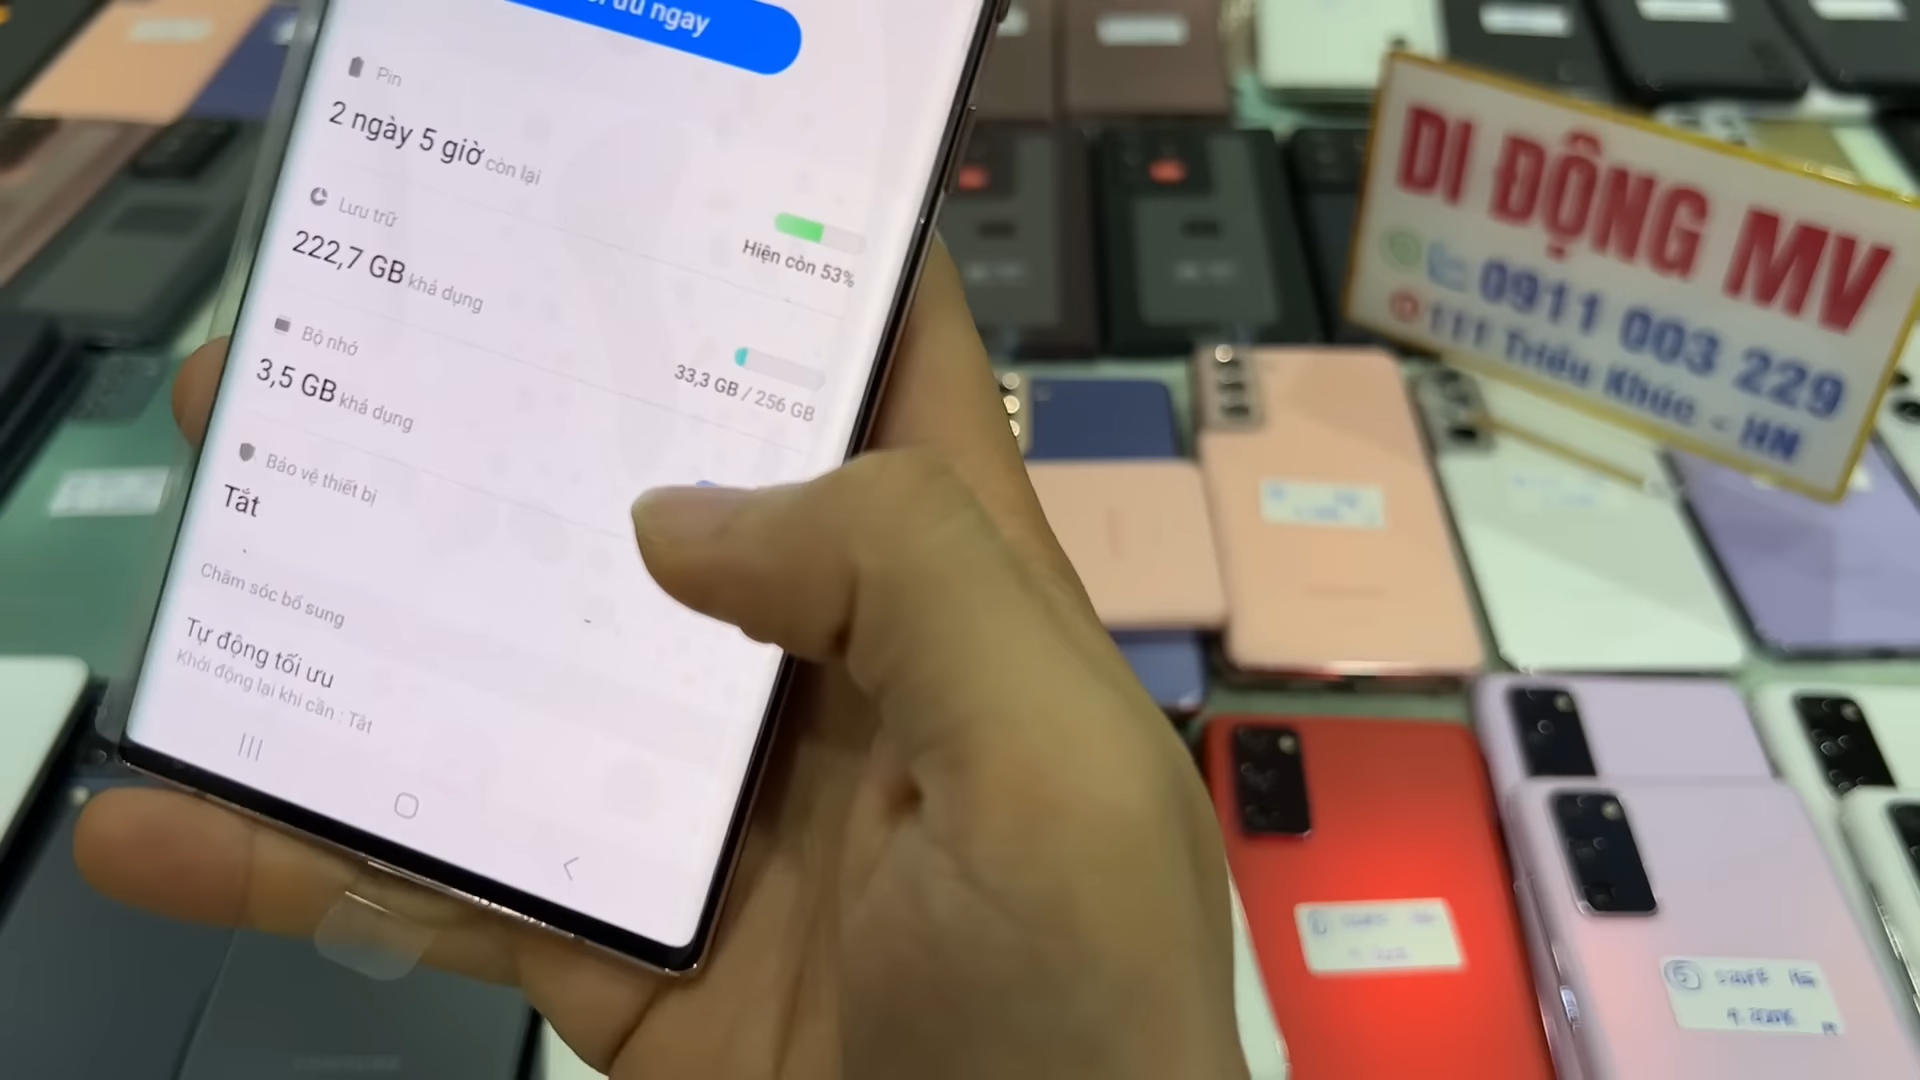 ưu ngay
Pin
2 ngày 5 giờ còn lại
Hiện còn 53%
Lưu trữ
222,7 GB khả dụng
33,3 GB / 256 GB
Bộ nhớ
3,5 GB khả dụng
Bảo vệ thiết bị
Tắt
Chăm sóc bổ sung
Tự động tối ưu
Khởi động lại khi cần : Tắt
DI ĐỘNG MV
0911 003 229
111 Triều Khúc - HN